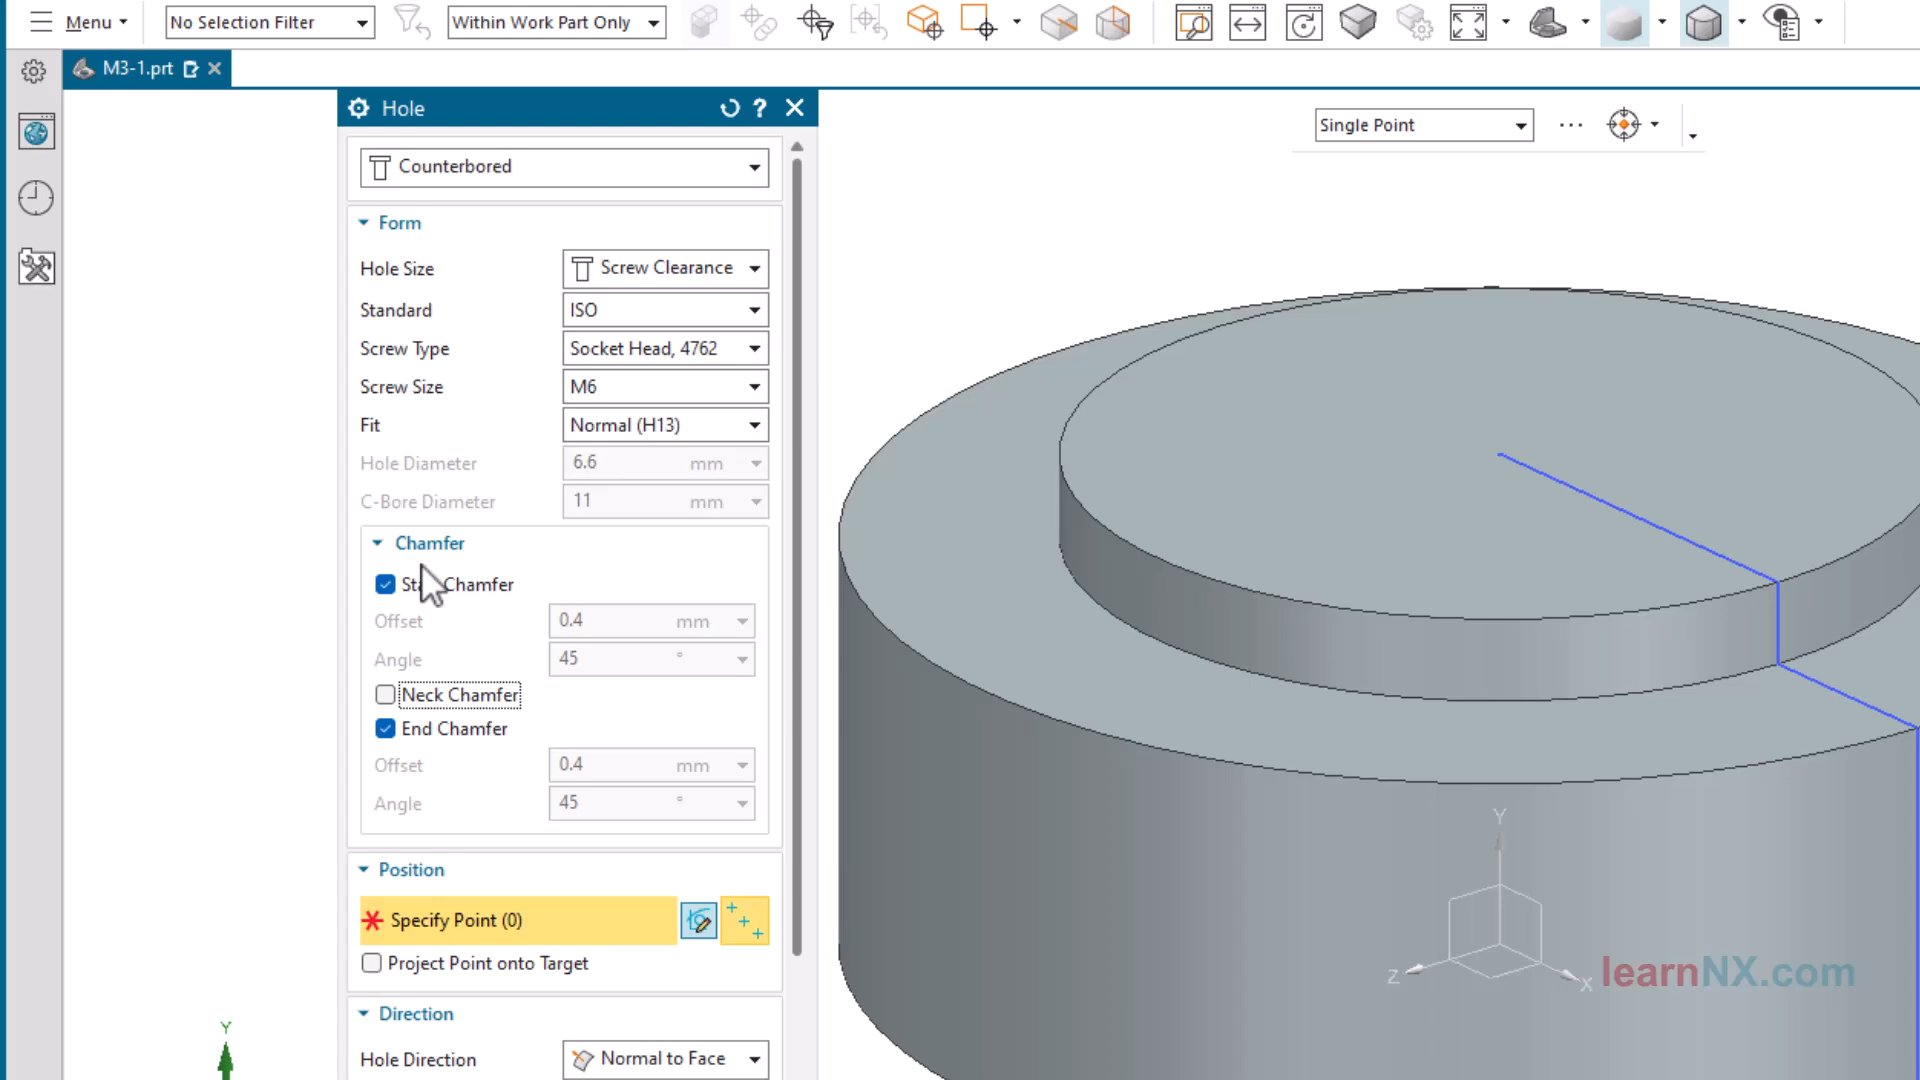 Menu
No Selection Filter
Within Work Part Only
M3-1.prt
Hole
Single Point
Counterbored
Form
Hole Size
Screw Clearance
Standard
ISO
Screw Type
Socket Head, 4762
Screw Size
M6
Fit
Normal (H13)
Hole Diameter
6.6 mm
C-Bore Diameter
11 mm
Chamfer
Start Chamfer
Offset
0.4 mm
Angle
45 °
Neck Chamfer
End Chamfer
Offset
0.4 mm
Angle
45 °
Position
Specify Point (0)
Project Point onto Target
Direction
Hole Direction
Normal to Face
Y
Y
Z
X
learnNX.com